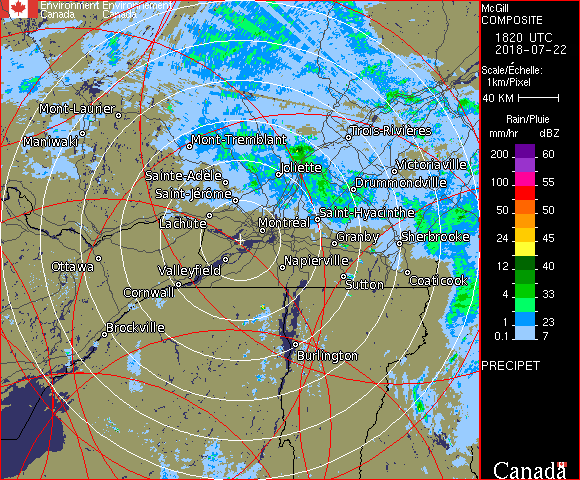 Environment Environnement
Canada Canada
McGill
COMPOSITE
1820 UTC
2018-07-22
Scale/Échelle:
1km/Pixel
40 KM
Rain/Pluie
mm/hr dBZ
200 60
100 55
50 50
24 45
12 40
4 33
1 23
0.1 7
PRECIPET
Canada
Mont-Laurier
Maniwaki
Mont-Tremblant
Trois-Rivières
Joliette
Victoriaville
Sainte-Adèle
Drummondville
Saint-Jérôme
Saint-Hyacinthe
Lachute
Montréal
Granby
Sherbrooke
Ottawa
Valleyfield
Napierville
Cornwall
Sutton
Coaticook
Brockville
Burlington